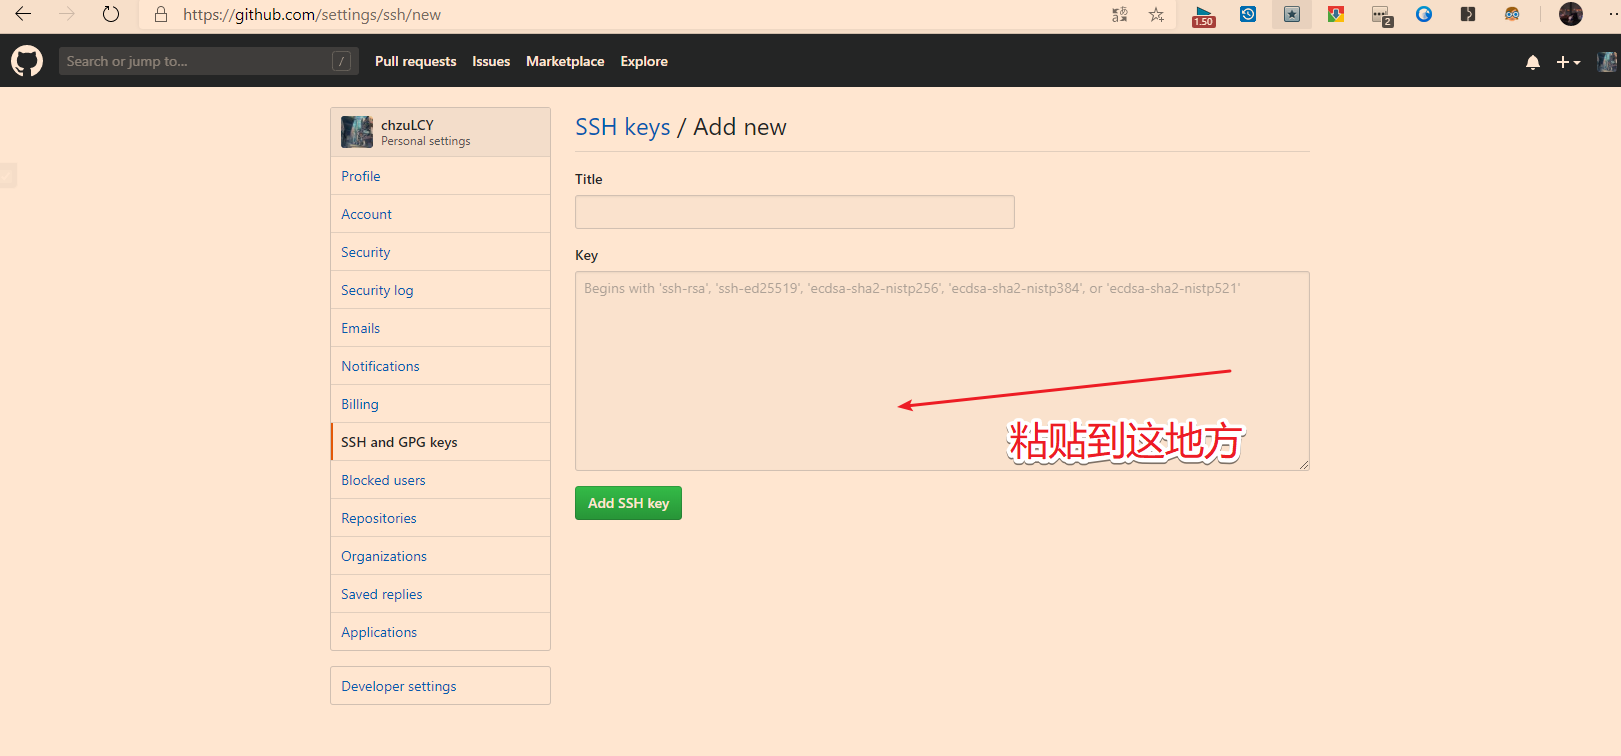 https://github.com/settings/ssh/new
1.50
2
Search or jump to...
/
Pull requests
Issues
Marketplace
Explore
chzuLCY
Personal settings
Profile
Account
Security
Security log
Emails
Notifications
Billing
SSH and GPG keys
Blocked users
Repositories
Organizations
Saved replies
Applications
Developer settings
SSH keys / Add new
Title
Key
Begins with 'ssh-rsa', 'ssh-ed25519', 'ecdsa-sha2-nistp256', 'ecdsa-sha2-nistp384', or 'ecdsa-sha2-nistp521'
粘贴到这地方
Add SSH key